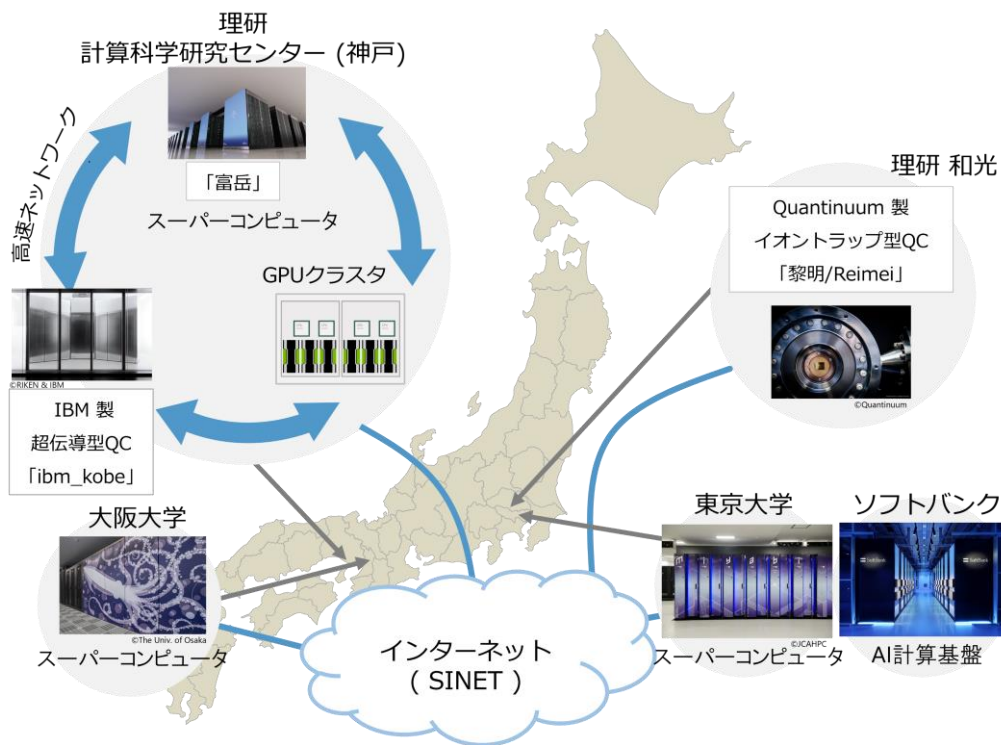 理研
計算科学研究センター (神戸)
高速ネットワーク
「富岳」
スーパーコンピュータ
GPUクラスタ
©RIKEN & IBM
IBM 製
超伝導型QC
「ibm_kobe」
理研 和光
Quantinuum 製
イオントラップ型QC
「黎明/Reimei」
©Quantinuum
大阪大学
©The Univ. of Osaka
スーパーコンピュータ
インターネット
( SINET )
東京大学
©JCAHPC
スーパーコンピュータ
ソフトバンク
SoftBank
SoftBank
AI計算基盤